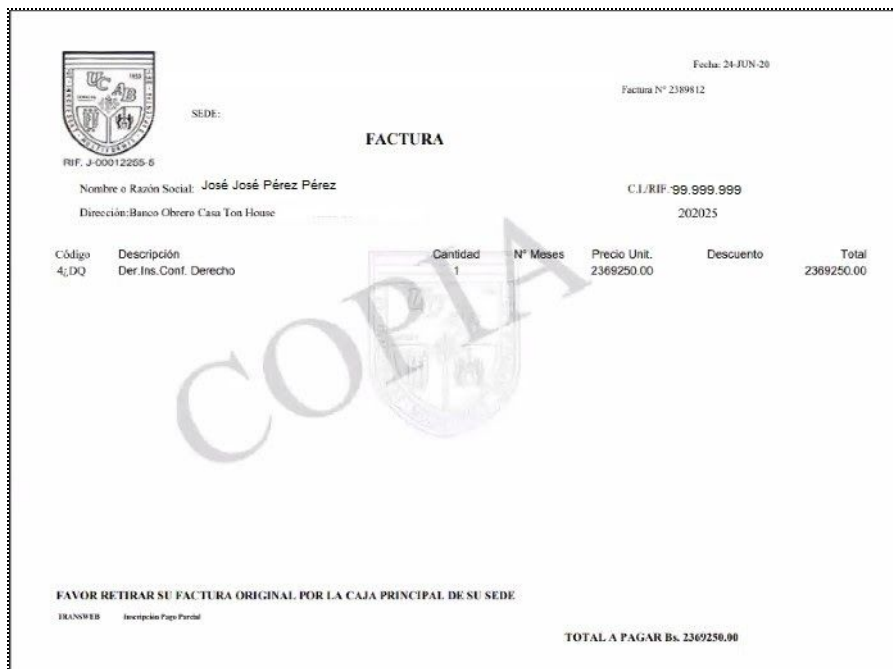 Fecha: 24-JUN-20
Factura N° 2389812
UC AB
SEDE:
FACTURA
RIF. J-00012255-5
Nombre o Razón Social: José José Pérez Pérez C.I./RIF. 99.999.999
Dirección:Banco Obrero Casa Ton House 202025
Código Descripción Cantidad N° Meses Precio Unit. Descuento Total
4¿DQ Der.Ins.Conf. Derecho 1 2369250.00 2369250.00
COPIA
FAVOR RETIRAR SU FACTURA ORIGINAL POR LA CAJA PRINCIPAL DE SU SEDE
TRANSWEB Inscripción Pago Parcial
TOTAL A PAGAR Bs. 2369250.00